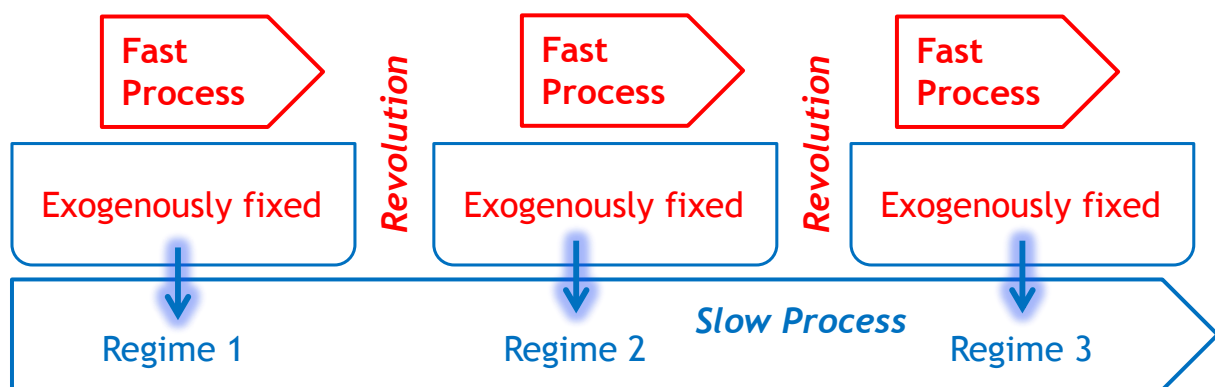 Fast
Process
Revolution
Fast
Process
Revolution
Fast
Process
Exogenously fixed
Exogenously fixed
Exogenously fixed
Slow Process
Regime 1
Regime 2
Regime 3